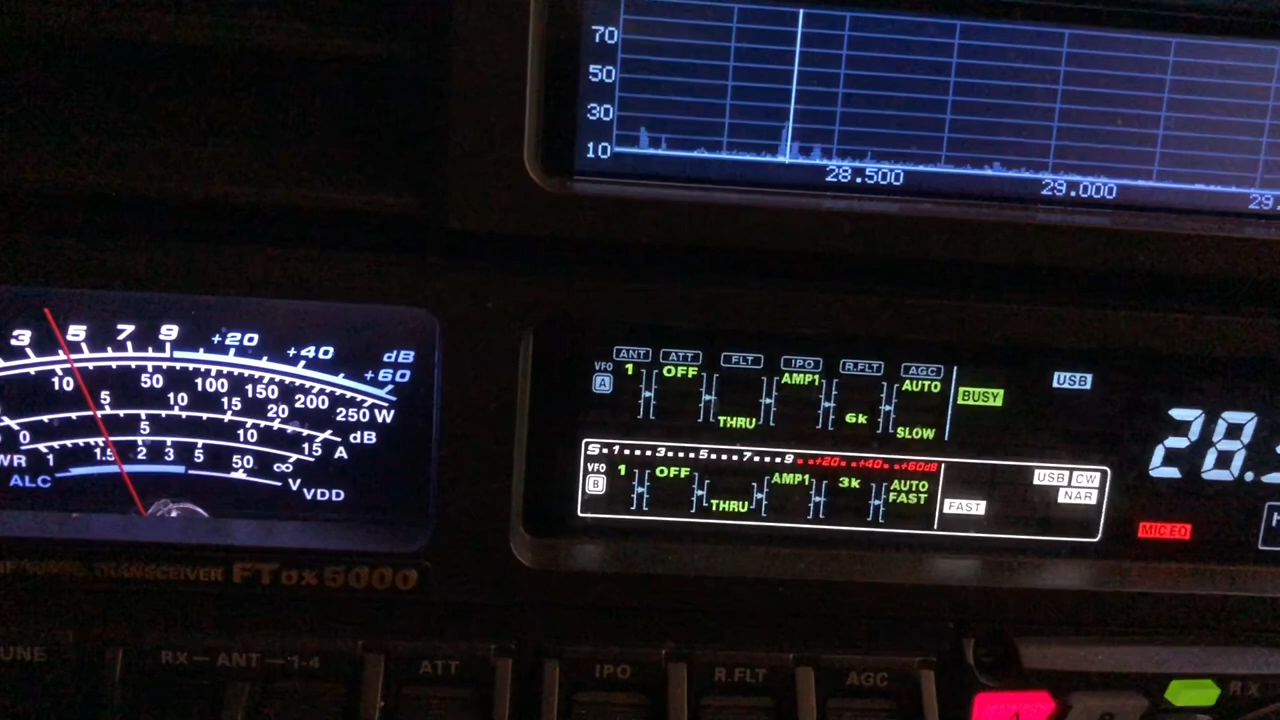 70
50
30
10
28.500
29.000
29.
3 5 7 9 +20 +40 +60 dB
10 50 100 150 200 250 W
0 5 10 15 20 dB
5 10 15 A
WR 1 1.5 2 3 5 50 ∞
ALC V VDD
TRANSCEIVER FTDX5000
ANT ATT FLT IPO R.FLT AGC
VFO A 1 OFF THRU AMP1 6k AUTO SLOW
BUSY
USB
S 1 3 5 7 9 +20 +40 +60dB
VFO B 1 OFF THRU AMP1 3k AUTO FAST
FAST
USB CW
NAR
28.
MIC EQ
UNE
RX-ANT-1-4
ATT
IPO
R.FLT
AGC
RX